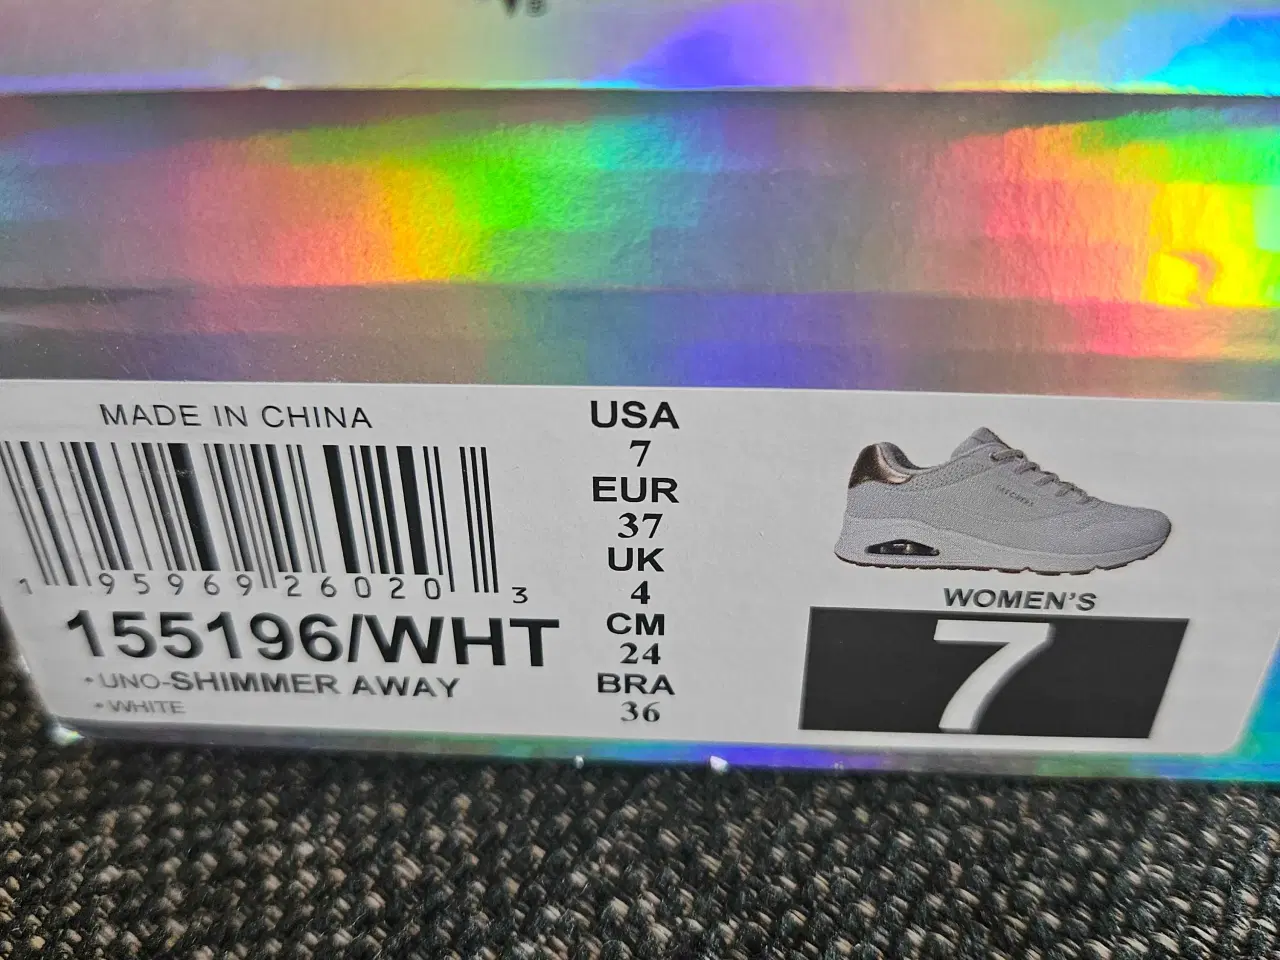 MADE IN CHINA
1 95969 26020 3
155196/WHT
• UNO-SHIMMER AWAY
• WHITE
USA
7
EUR
37
UK
4
CM
24
BRA
36
SKECHERS
WOMEN'S
7